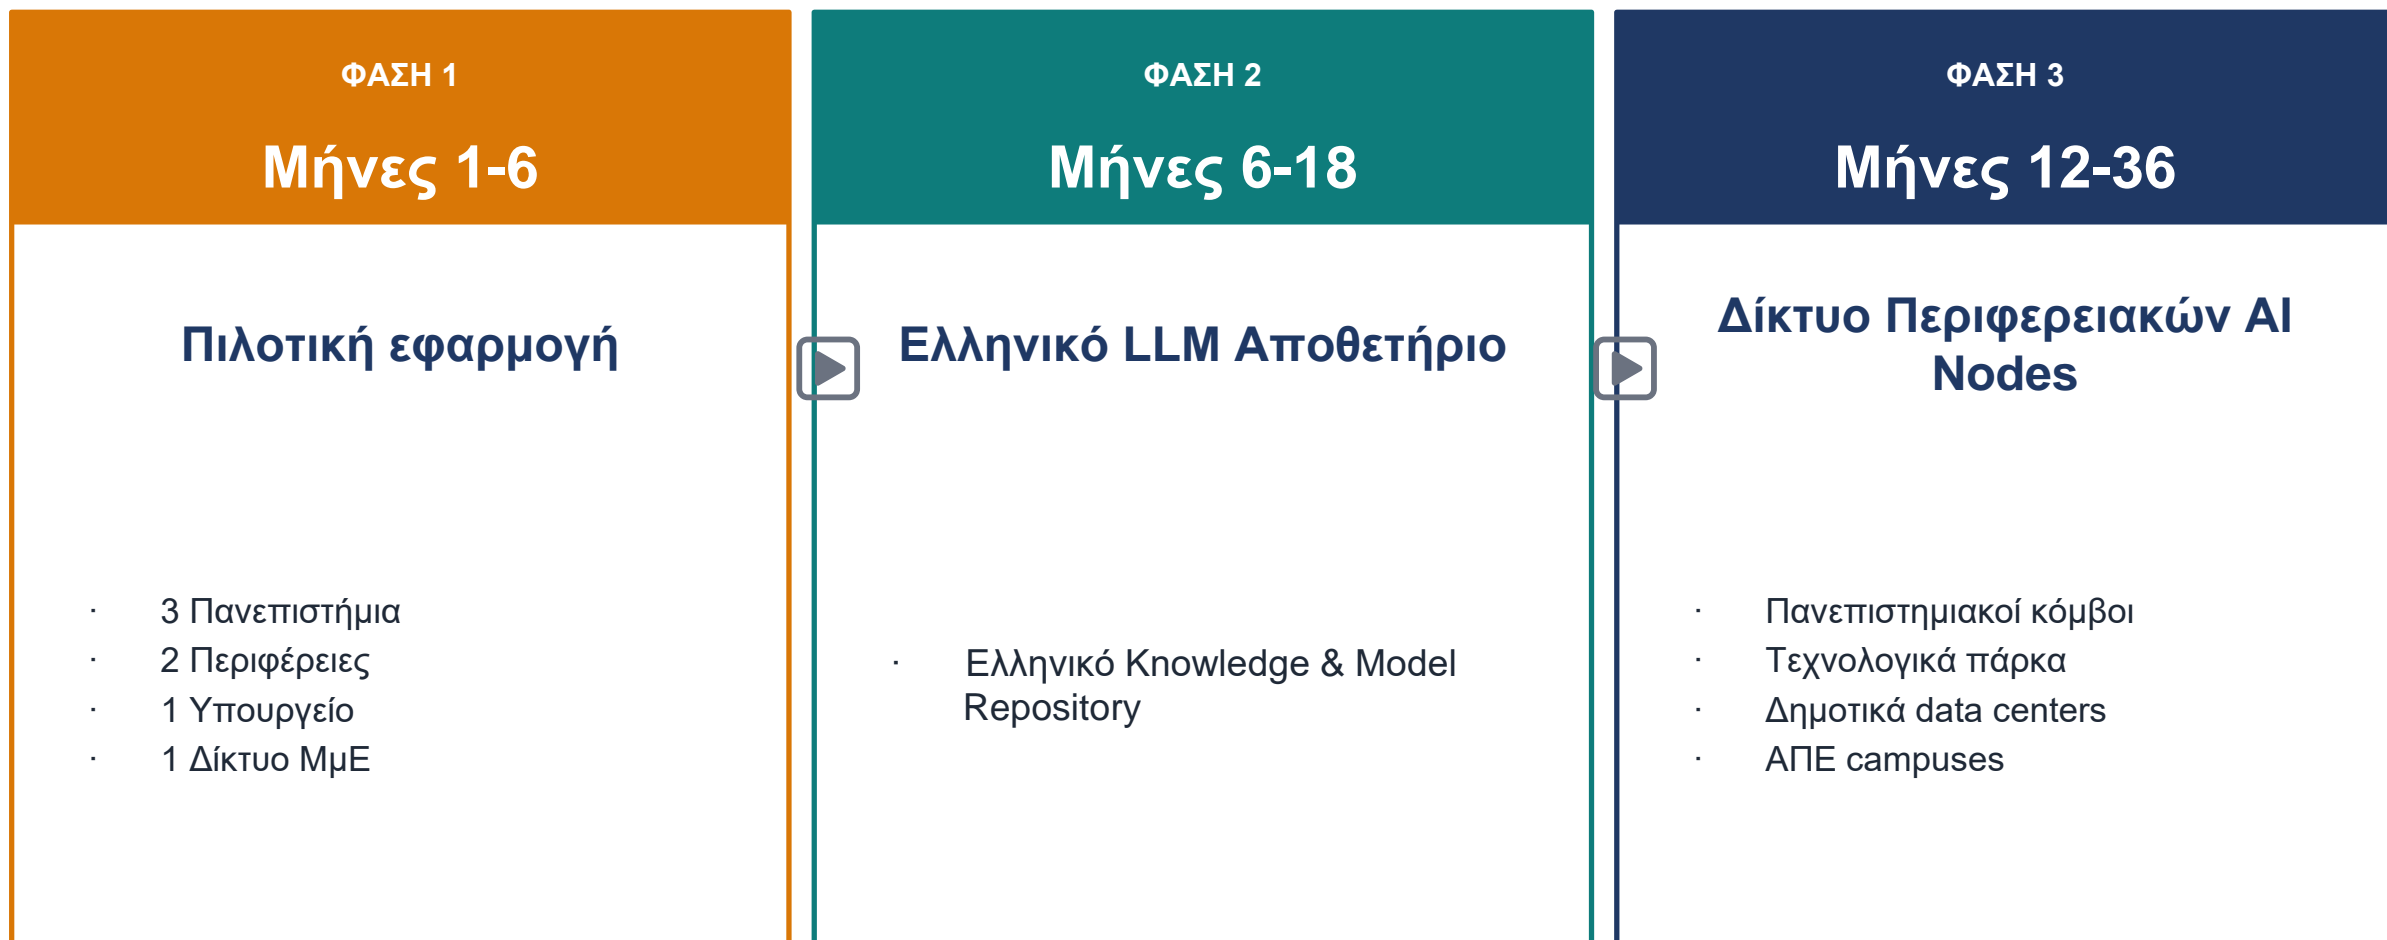 ΦΑΣΗ 1
Μήνες 1-6
Πιλοτική εφαρμογή
· 3 Πανεπιστήμια
· 2 Περιφέρειες
· 1 Υπουργείο
· 1 Δίκτυο ΜμΕ
ΦΑΣΗ 2
Μήνες 6-18
Ελληνικό LLM Αποθετήριο
· Ελληνικό Knowledge & Model
Repository
ΦΑΣΗ 3
Μήνες 12-36
Δίκτυο Περιφερειακών AI
Nodes
· Πανεπιστημιακοί κόμβοι
· Τεχνολογικά πάρκα
· Δημοτικά data centers
· ΑΠΕ campuses